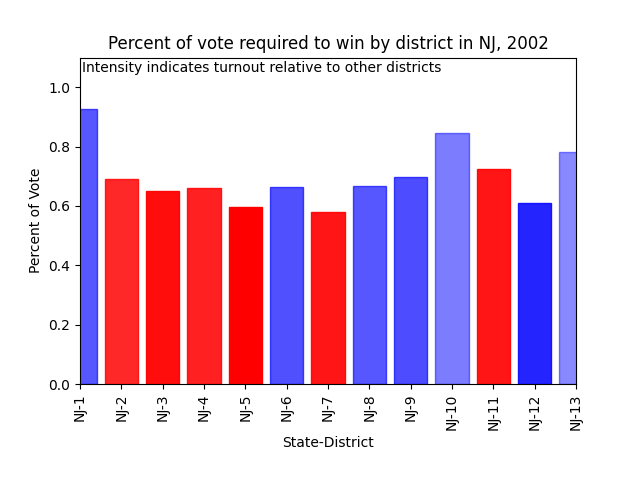 Percent of vote required to win by district in NJ, 2002
Intensity indicates turnout relative to other districts
1.0
0.8
0.6
0.4
0.2
0.0
Percent of Vote
NJ-1
NJ-2
NJ-3
NJ-4
NJ-5
NJ-6
NJ-7
NJ-8
NJ-9
NJ-10
NJ-11
NJ-12
NJ-13
State-District